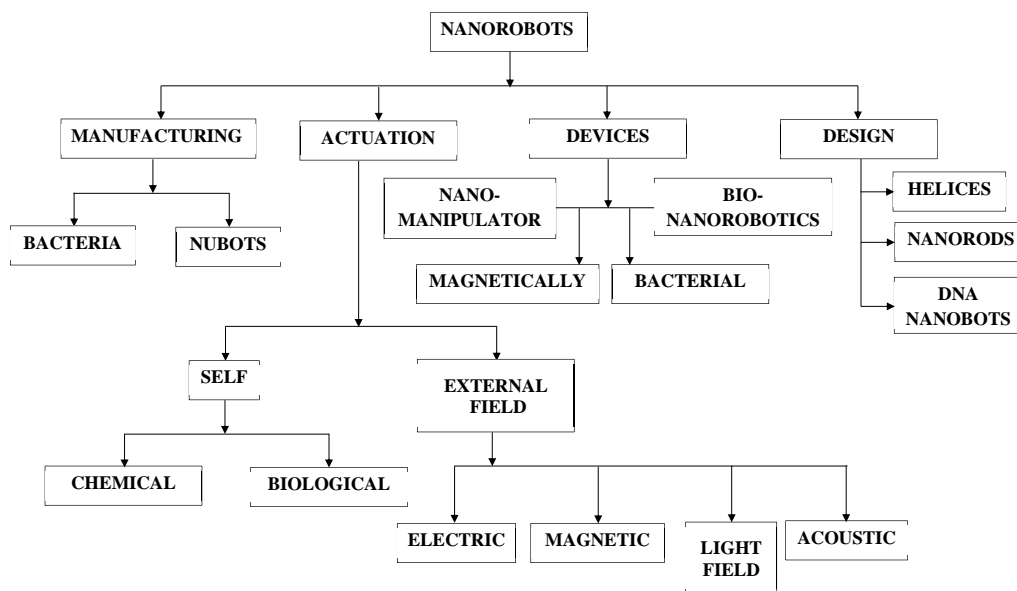 NANOROBOTS
MANUFACTURING
ACTUATION
DEVICES
DESIGN
NANO-
MANIPULATOR
BIO-
NANOROBOTICS
HELICES
BACTERIA
NUBOTS
NANORODS
MAGNETICALLY
BACTERIAL
DNA
NANOBOTS
SELF
EXTERNAL
FIELD
CHEMICAL
BIOLOGICAL
ELECTRIC
MAGNETIC
LIGHT
FIELD
ACOUSTIC